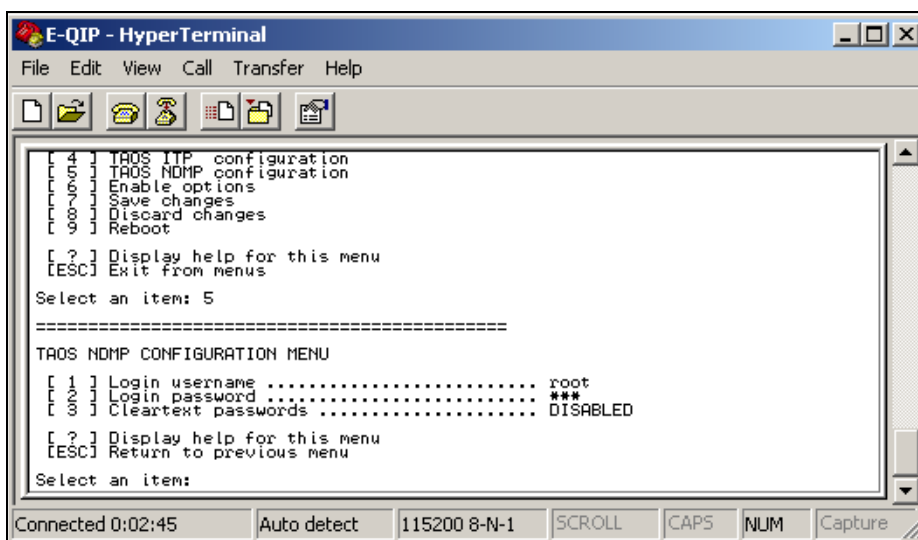 E-QIP - HyperTerminal
File Edit View Call Transfer Help
[ 4 ] TAOS ITP configuration
[ 5 ] TAOS NDMP configuration
[ 6 ] Enable options
[ 7 ] Save changes
[ 8 ] Discard changes
[ 9 ] Reboot
[ ? ] Display help for this menu
[ESC] Exit from menus
Select an item: 5
==============================================
TAOS NDMP CONFIGURATION MENU
[ 1 ] Login username .......................... root
[ 2 ] Login password .......................... ***
[ 3 ] Cleartext passwords ..................... DISABLED
[ ? ] Display help for this menu
[ESC] Return to previous menu
Select an item:
Connected 0:02:45 Auto detect 115200 8-N-1 SCROLL CAPS NUM Capture